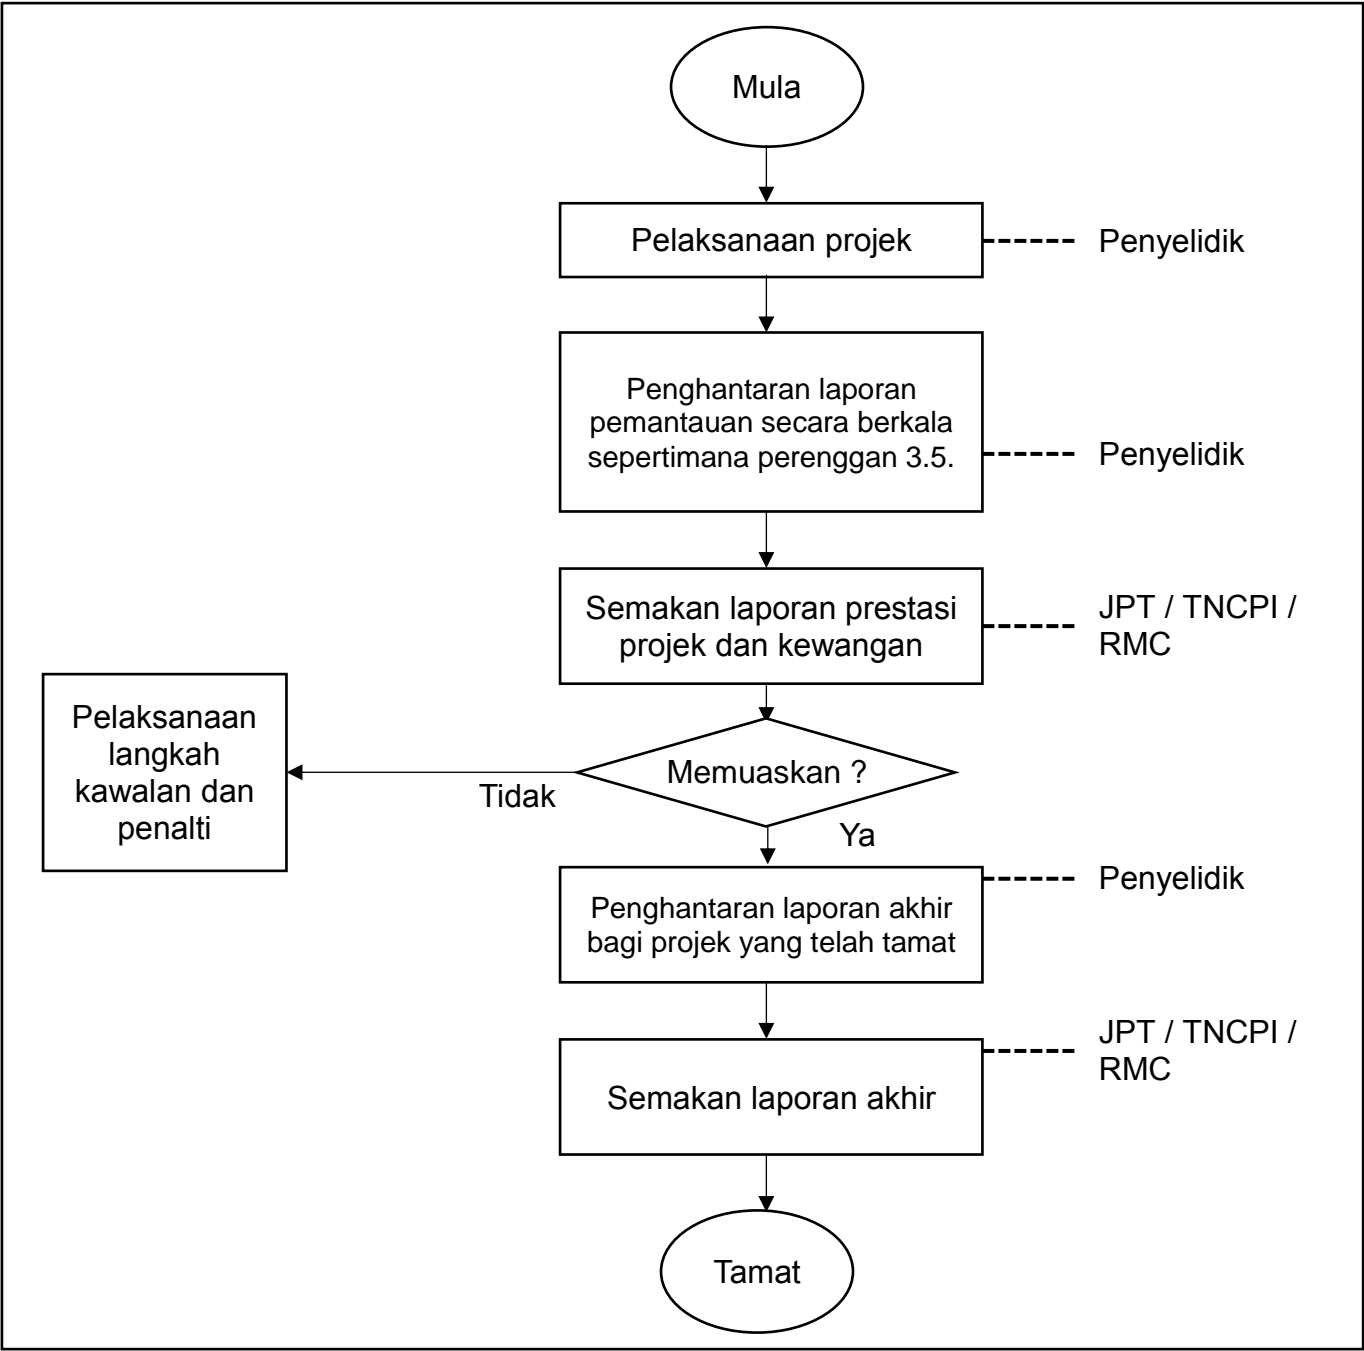 Mula
Pelaksanaan projek
Penyelidik
Penghantaran laporan
pemantauan secara berkala
sepertimana perenggan 3.5.
Penyelidik
Semakan laporan prestasi
projek dan kewangan
JPT / TNCPI /
RMC
Memuaskan ?
Tidak
Pelaksanaan
langkah
kawalan dan
penalti
Ya
Penghantaran laporan akhir
bagi projek yang telah tamat
Penyelidik
Semakan laporan akhir
JPT / TNCPI /
RMC
Tamat